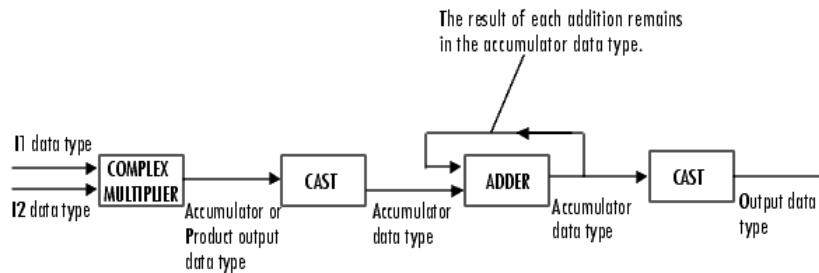 The result of each addition remains
in the accumulator data type.
I1 data type
I2 data type
COMPLEX
MULTIPLIER
Accumulator or
Product output
data type
CAST
Accumulator
data type
ADDER
Accumulator
data type
CAST
Output data
type